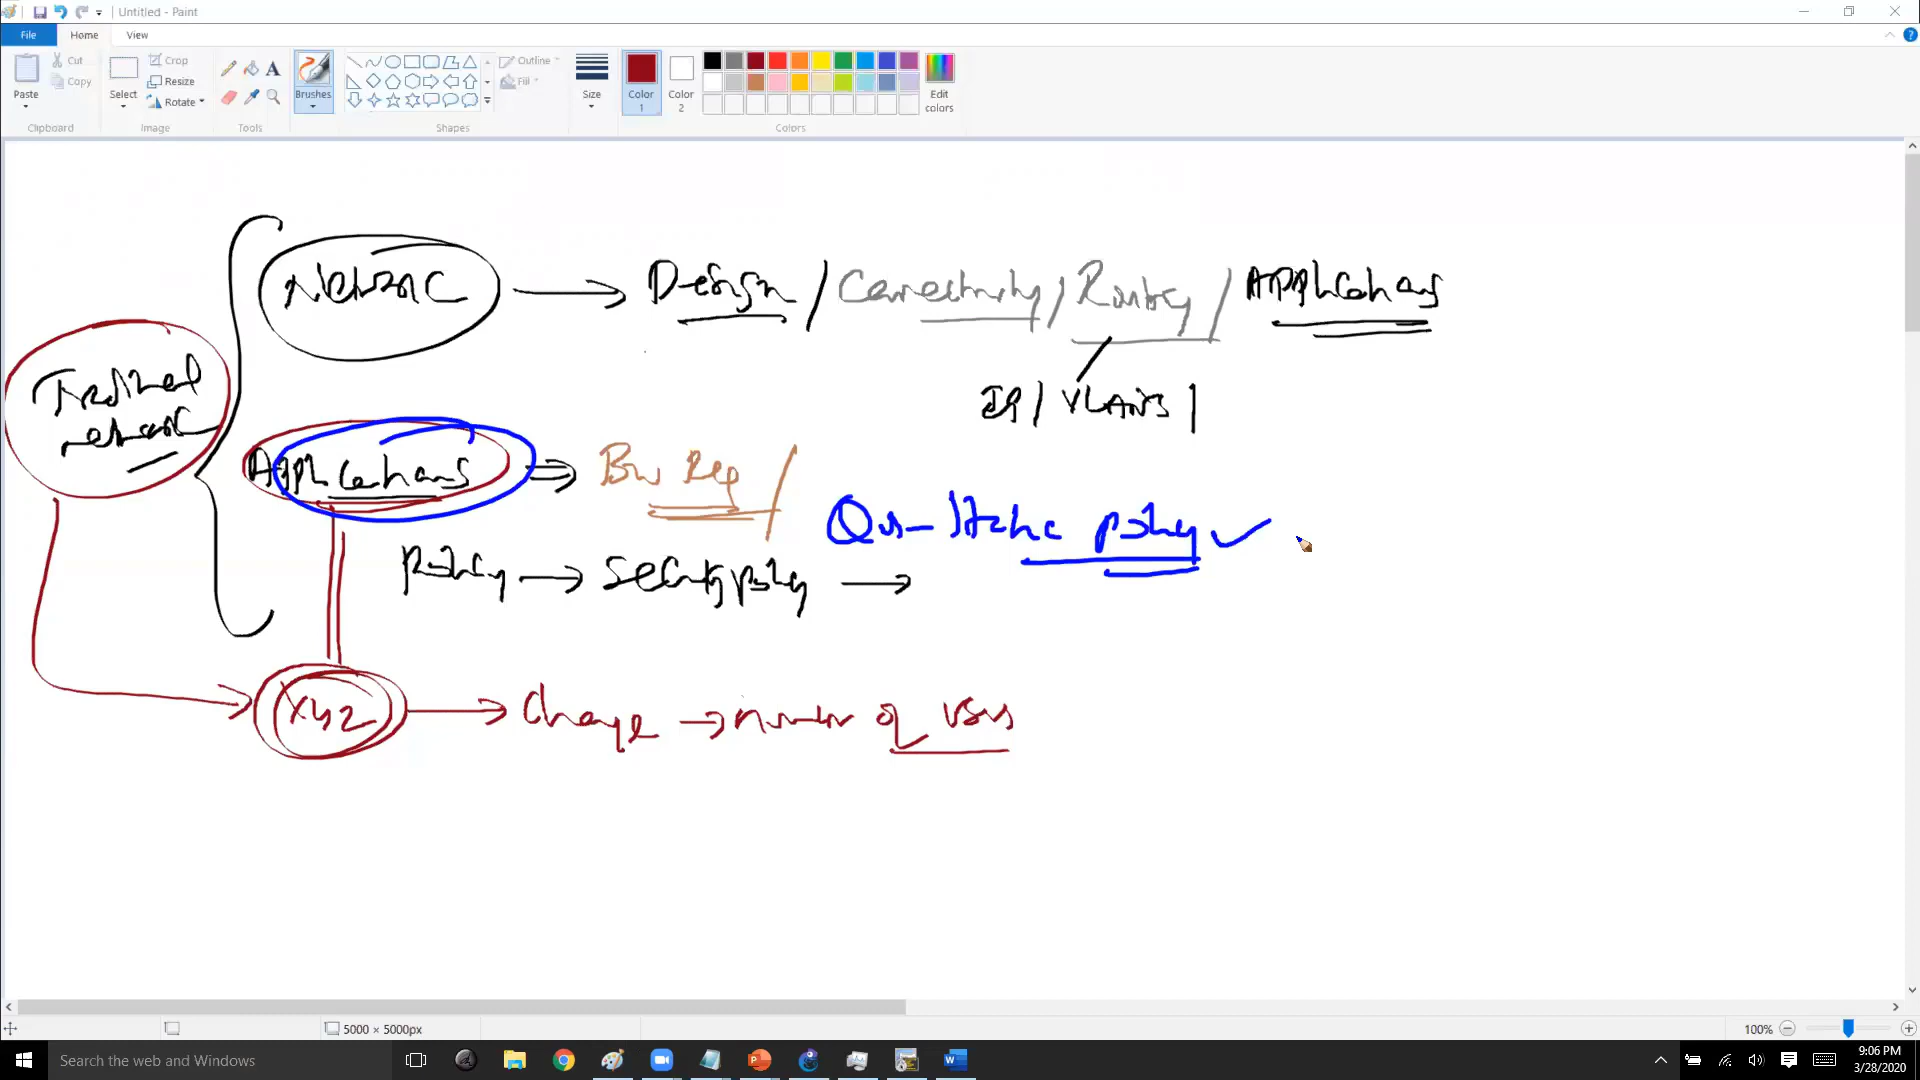 Untitled - Paint
File Home View
Paste Cut Copy Clipboard
Select Crop Resize Rotate Image
Tools
Brushes
Outline Fill Shapes
Size
Color 1 Color 2
Edit colors
Colors
Network → Design / Connectivity / Routing / Applications
IP / VLANS |
Traditional network
Applications ⇒ BW Req /
QoS - Static policy ✓
Policy → Security policy →
XYZ → Change → number of users
5000 × 5000px
100%
Search the web and Windows
9:06 PM
3/28/2020